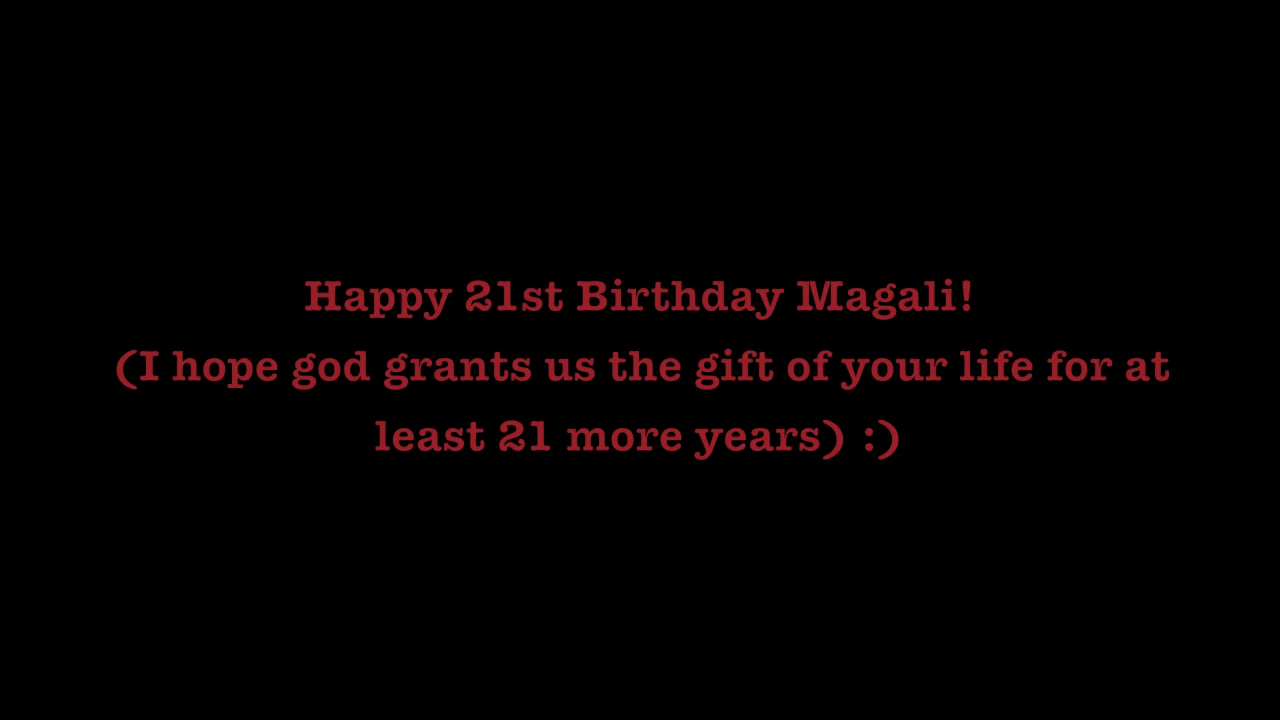 Happy 21st Birthday Magali!
(I hope god grants us the gift of your life for at
least 21 more years) :)